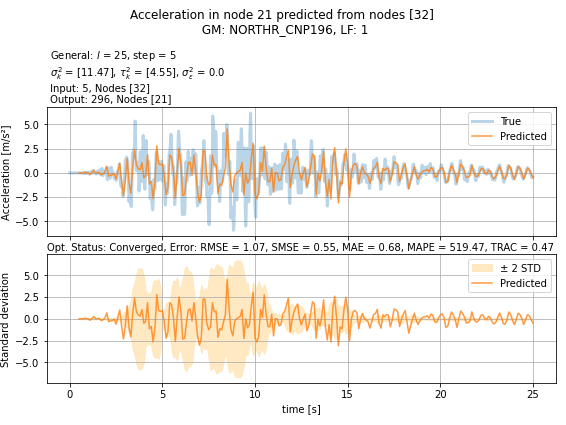 Acceleration in node 21 predicted from nodes [32]
GM: NORTHR_CNP196, LF: 1
General: l = 25, step = 5
σ²ₖ = [11.47], τ²ₖ = [4.55], σ²ε = 0.0
Input: 5, Nodes [32]
Output: 296, Nodes [21]
Acceleration [m/s²]
5.0
2.5
0.0
−2.5
−5.0
True
Predicted
Opt. Status: Converged, Error: RMSE = 1.07, SMSE = 0.55, MAE = 0.68, MAPE = 519.47, TRAC = 0.47
Standard deviation
5.0
2.5
0.0
−2.5
−5.0
± 2 STD
Predicted
0 5 10 15 20 25
time [s]